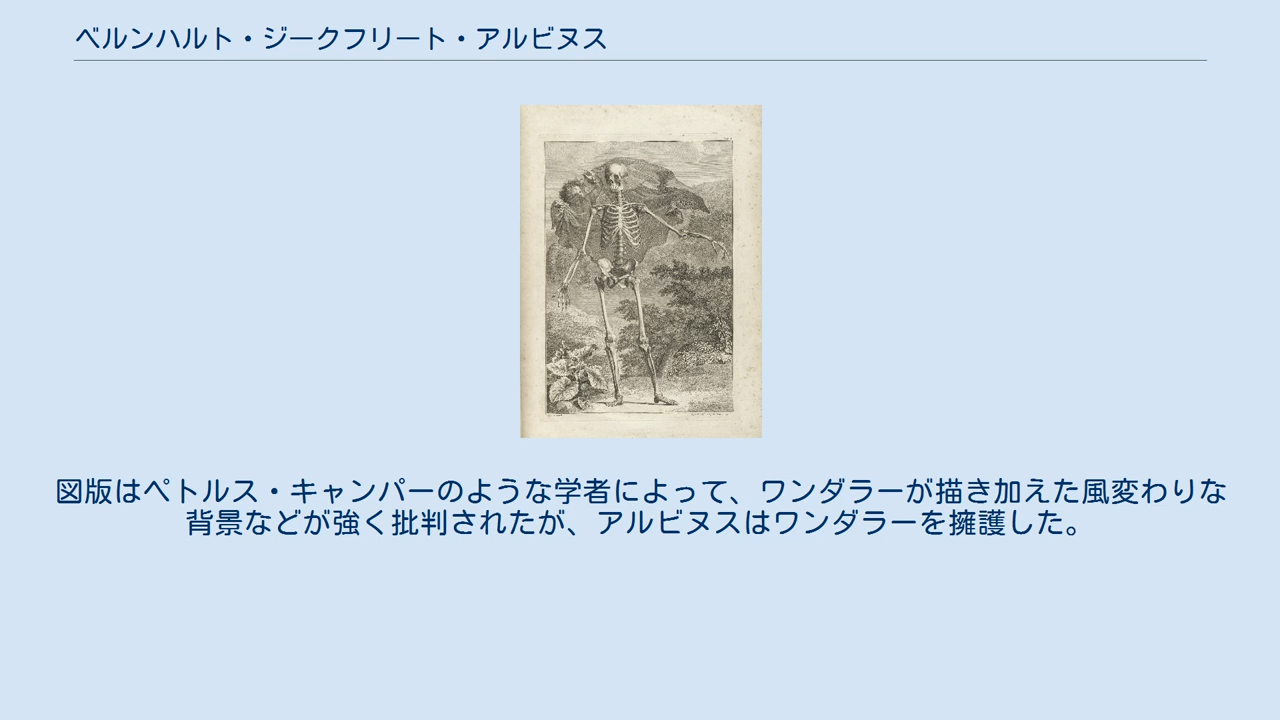 ベルンハルト・ジークフリート・アルビヌス
図版はペトルス・キャンパーのような学者によって、ワンダラーが描き加えた風変わりな
背景などが強く批判されたが、アルビヌスはワンダラーを擁護した。